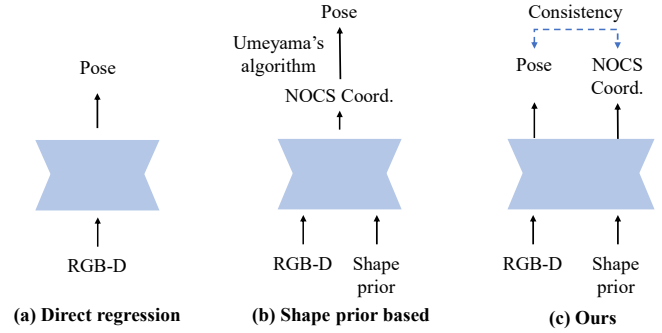 Pose
RGB-D
(a) Direct regression
Pose
Umeyama's
algorithm
NOCS Coord.
RGB-D
Shape
prior
(b) Shape prior based
Consistency
Pose
NOCS
Coord.
RGB-D
Shape
prior
(c) Ours